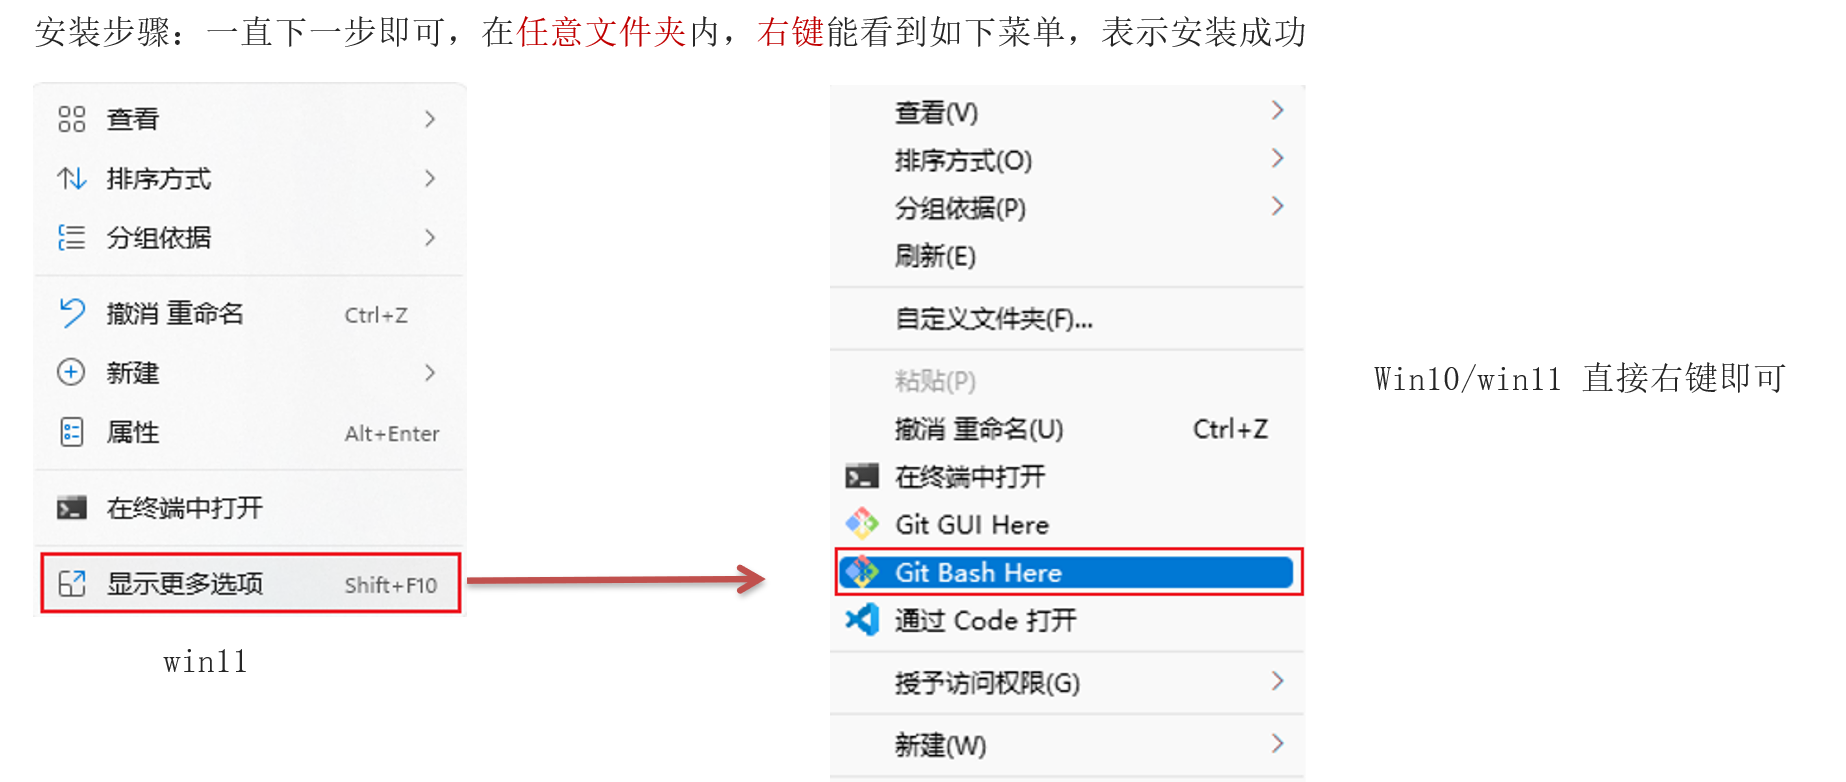 安装步骤：一直下一步即可，在任意文件夹内，右键能看到如下菜单，表示安装成功
查看
排序方式
分组依据
撤消 重命名 Ctrl+Z
新建
属性 Alt+Enter
在终端中打开
显示更多选项 Shift+F10
win11
查看(V)
排序方式(O)
分组依据(P)
刷新(E)
自定义文件夹(F)...
粘贴(P)
撤消 重命名(U) Ctrl+Z
在终端中打开
Git GUI Here
Git Bash Here
通过 Code 打开
授予访问权限(G)
新建(W)
Win10/win11 直接右键即可